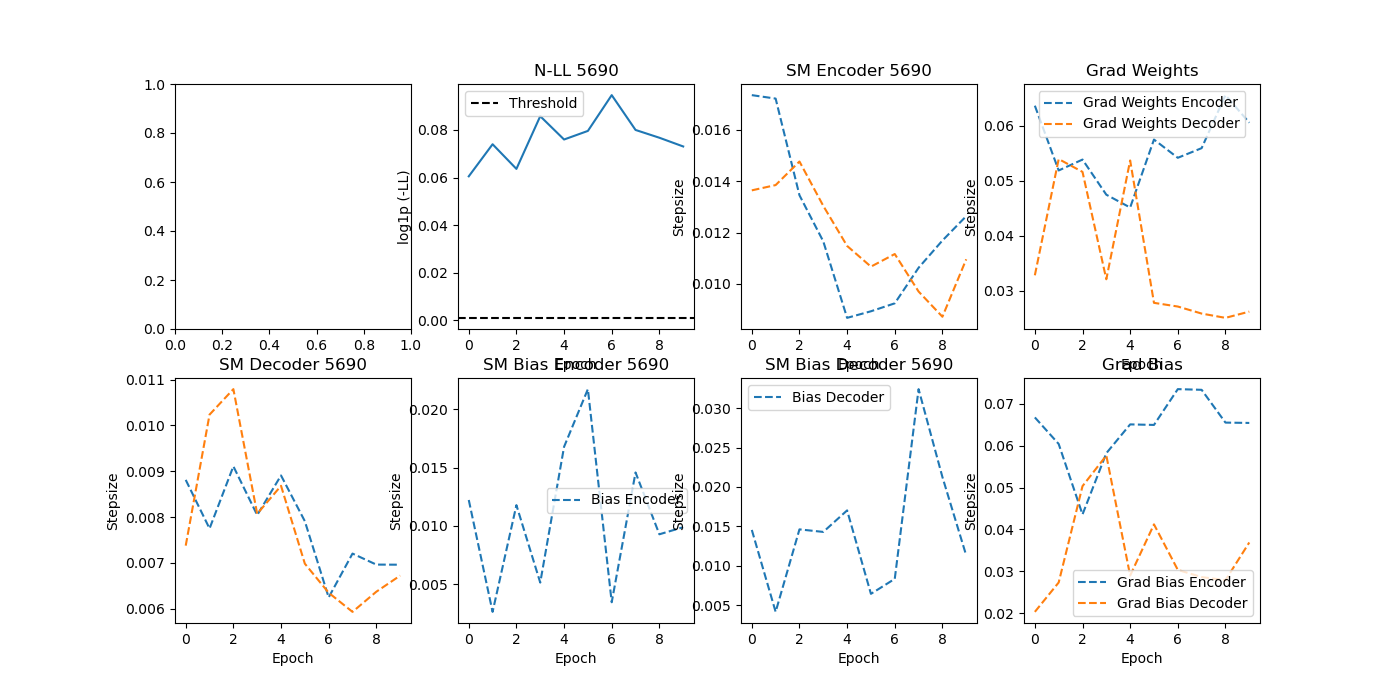 N-LL 5690
SM Encoder 5690
Grad Weights
1.0
0.8
0.6
0.4
0.2
0.0
0.0 0.2 0.4 0.6 0.8 1.0
Threshold
log1p (-LL)
0.08
0.06
0.04
0.02
0.00
0 2 4 6 8
Epoch
Stepsize
0.016
0.014
0.012
0.010
0 2 4 6 8
Epoch
Grad Weights Encoder
Grad Weights Decoder
Stepsize
0.06
0.05
0.04
0.03
0 2 4 6 8
Epoch
SM Decoder 5690
SM Bias Encoder 5690
SM Bias Decoder 5690
Grad Bias
Stepsize
0.011
0.010
0.009
0.008
0.007
0.006
0 2 4 6 8
Epoch
Bias Encoder
Stepsize
0.020
0.015
0.010
0.005
0 2 4 6 8
Epoch
Bias Decoder
Stepsize
0.030
0.025
0.020
0.015
0.010
0.005
0 2 4 6 8
Epoch
Stepsize
0.07
0.06
0.05
0.04
0.03
0.02
Grad Bias Encoder
Grad Bias Decoder
0 2 4 6 8
Epoch